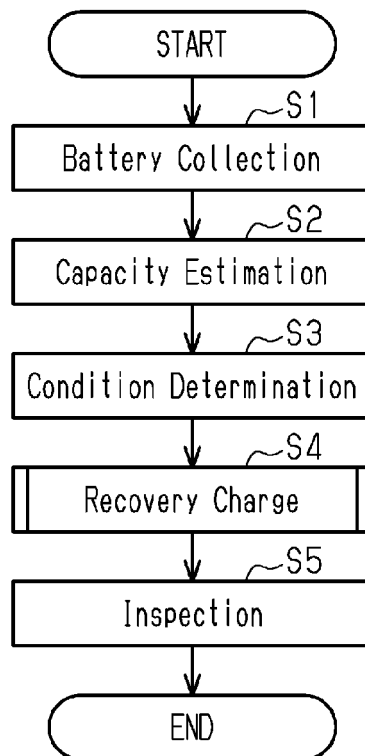 START
S1
Battery Collection
S2
Capacity Estimation
S3
Condition Determination
S4
Recovery Charge
S5
Inspection
END